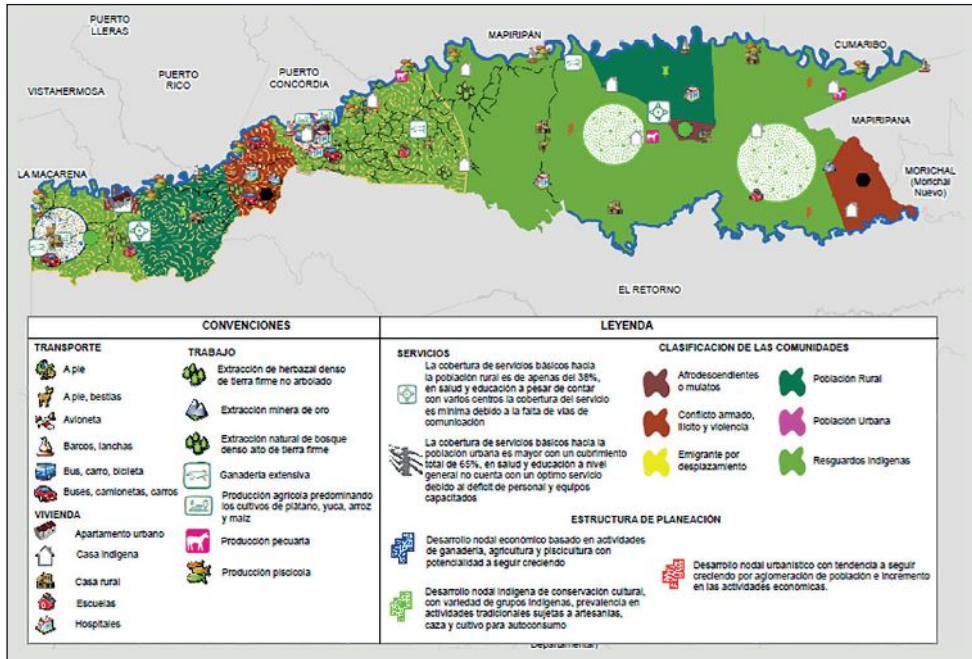 PUERTO
LLERAS
MAPIRIPÁN
CUMARIBO
PUERTO
CONCORDIA
PUERTO
RICO
VISTAHERMOSA
MAPIRIPANA
LA MACARENA
MORICHAL
(Morichal
Nuevo)
EL RETORNO
CONVENCIONES
TRANSPORTE
A pie
A pie, bestias
Avioneta
Barcos, lanchas
Bus, carro, bicicleta
Buses, camionetas, carros
VIVIENDA
Apartamento urbano
Casa indigena
Casa rural
Escuelas
Hospitales
TRABAJO
Extracción de herbazal denso
de tierra firme no arbolado
Extracción minera de oro
Extracción natural de bosque
denso alto de tierra firme
Ganadería extensiva
Producción agrícola predominando
los cultivos de plátano, yuca, arroz
y maíz
Producción pecuaria
Producción piscicola
LEYENDA
SERVICIOS
La cobertura de servicios básicos hacia
la población rural es de apenas del 38%,
en salud y educación a pesar de contar
con varios centros la cobertura del servicio
es mínima debido a la falta de vías de
comunicación
La cobertura de servicios básicos hacia la
población urbana es mayor con un cubrimiento
total de 65%, en salud y educación a nivel
general no cuenta con un optimo servicio
debido al déficit de personal y equipos
capacitados
CLASIFICACION DE LAS COMUNIDADES
Afrodescendientes
o mulatos
Conflicto armado,
ilicito y violencia
Emigrante por
desplazamiento
Población Rural
Población Urbana
Resguardos Indígenas
ESTRUCTURA DE PLANEACIÓN
Desarrollo nodal económico basado en actividades
de ganadería, agricultura y piscicultura con
potencialidad a seguir creciendo
Desarrollo nodal indígena de conservación cultural,
con variedad de grupos indígenas, prevalencia en
actividades tradicionales sujetas a artesanías,
caza y cultivo para autoconsumo
Desarrollo nodal urbanístico con tendencia a seguir
creciendo por aglomeración de población e incremento
en las actividades económicas.
Departamental)